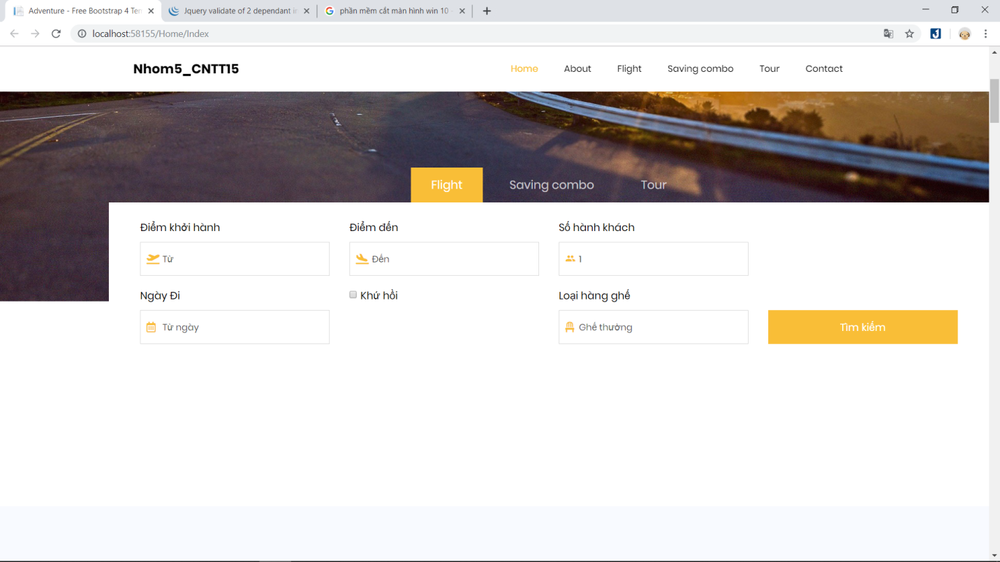 Adventure - Free Bootstrap 4 Tem
Jquery validate of 2 dependant in
phần mềm cắt màn hình win 10 -
localhost:58155/Home/Index
Nhom5_CNTT15
Home About Flight Saving combo Tour Contact
Flight Saving combo Tour
Điểm khởi hành Điểm đến Số hành khách
Từ Đến 1
Ngày Đi Khứ hồi Loại hàng ghế
Từ ngày Ghế thường Tìm kiếm